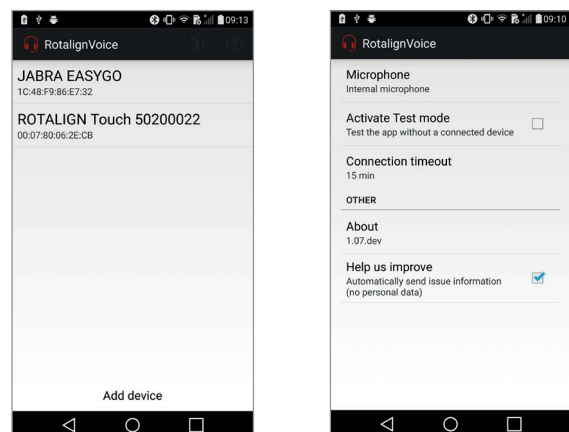 09:13
RotalignVoice
JABRA EASYGO
1C:48:F9:86:E7:32
ROTALIGN Touch 50200022
00:07:80:06:2E:CB
Add device
09:10
RotalignVoice
Microphone
Internal microphone
Activate Test mode
Test the app without a connected device
Connection timeout
15 min
OTHER
About
1.07.dev
Help us improve
Automatically send issue information
(no personal data)